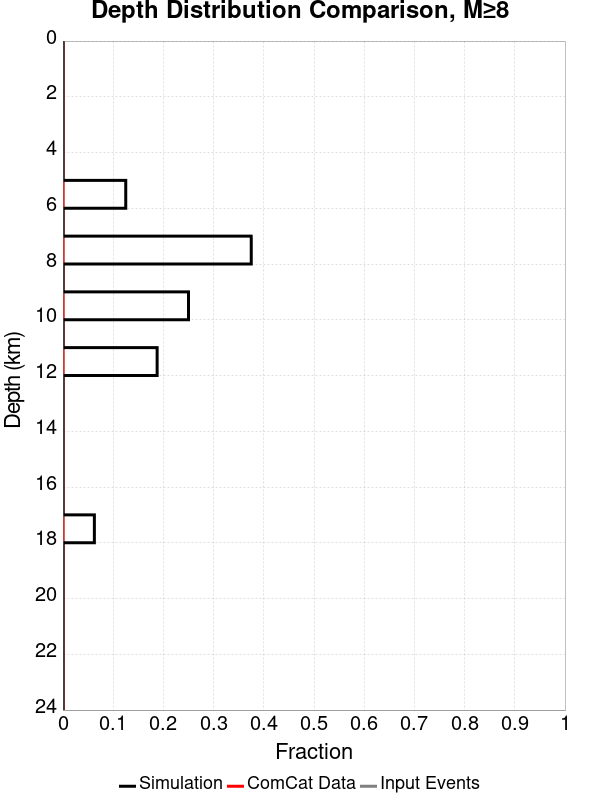 Depth Distribution Comparison, M≥8
0
2
4
6
8
10
12
14
16
18
20
22
24
Depth (km)
0 0.1 0.2 0.3 0.4 0.5 0.6 0.7 0.8 0.9 1
Fraction
Simulation ComCat Data Input Events